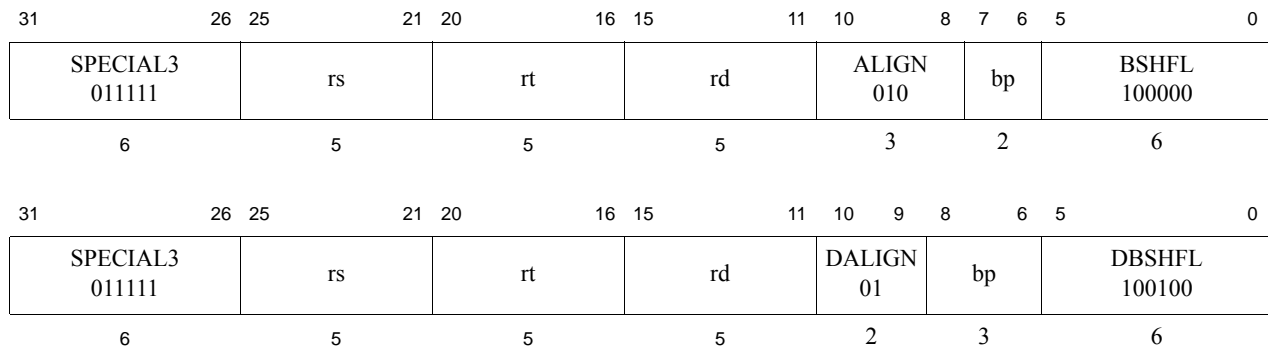 31 26 25 21 20 16 15 11 10 8 7 6 5 0
SPECIAL3 ALIGN BSHFL
rs rt rd bp
011111 010 100000
6 5 5 5 3 2 6
31 26 25 21 20 16 15 11 10 9 8 6 5 0
SPECIAL3 DALIGN DBSHFL
rs rt rd bp
011111 01 100100
6 5 5 5 2 3 6